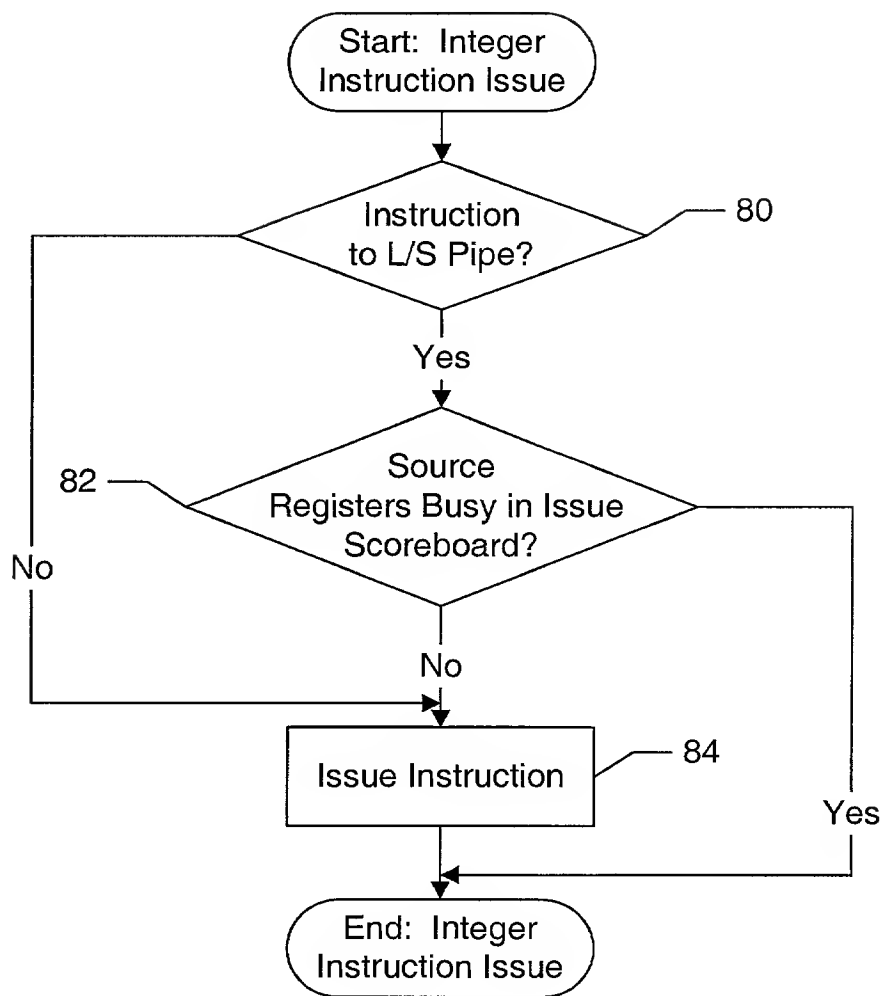 Start: Integer
Instruction Issue
Instruction
to L/S Pipe?
80
Yes
82
Source
Registers Busy in Issue
Scoreboard?
No
No
Issue Instruction
84
Yes
End: Integer
Instruction Issue